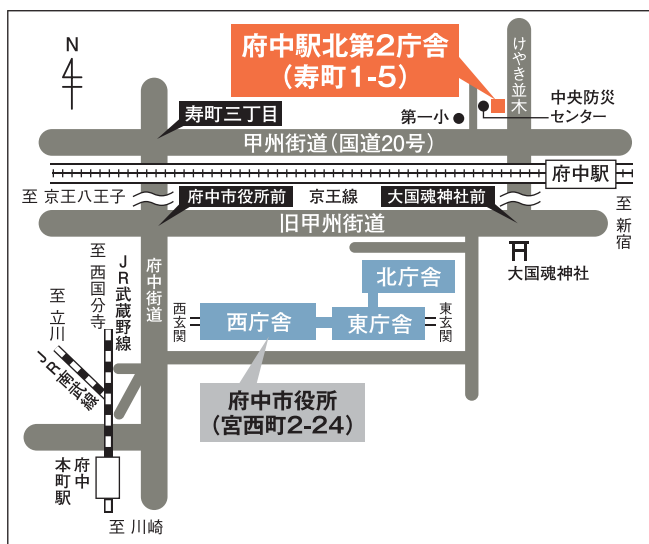 N
府中駅北第2庁舎
(寿町1-5)
けやき並木
中央防災
センター
第一小
寿町三丁目
甲州街道(国道20号)
府中駅
至 京王八王子
府中市役所前
京王線
大国魂神社前
至 新宿
旧甲州街道
大国魂神社
府中街道
JR武蔵野線
至 西国分寺
至 立川
JR南武線
北庁舎
西玄関
西庁舎
東庁舎
東玄関
府中市役所
(宮西町2-24)
府中
本町駅
至 川崎